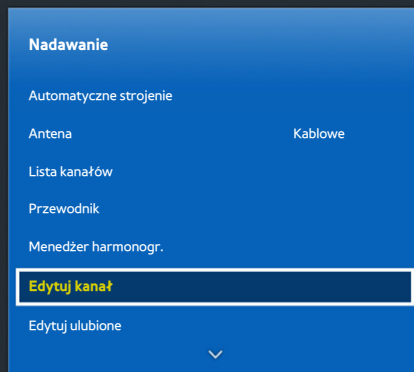 Nadawanie
Automatyczne strojenie
Antena Kablowe
Lista kanałów
Przewodnik
Menedżer harmonogr.
Edytuj kanał
Edytuj ulubione